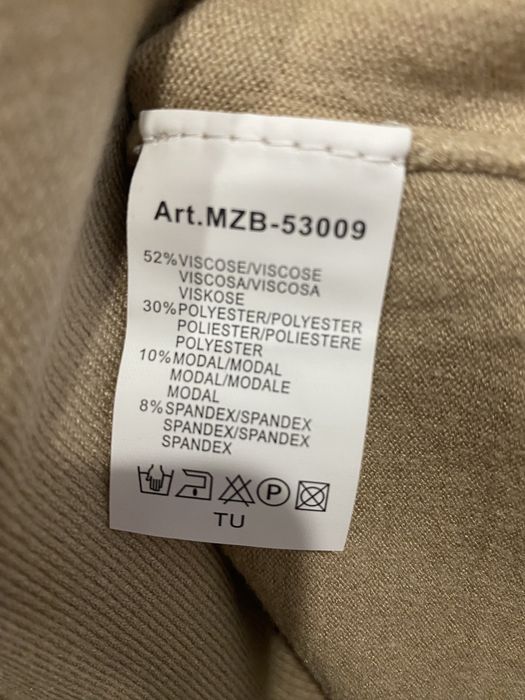 Art.MZB-53009
52% VISCOSE/VISCOSE
VISCOSA/VISCOSA
VISKOSE
30% POLYESTER/POLYESTER
POLIESTER/POLIESTERE
POLYESTER
10% MODAL/MODAL
MODAL/MODALE
MODAL
8% SPANDEX/SPANDEX
SPANDEX/SPANDEX
SPANDEX
P
TU